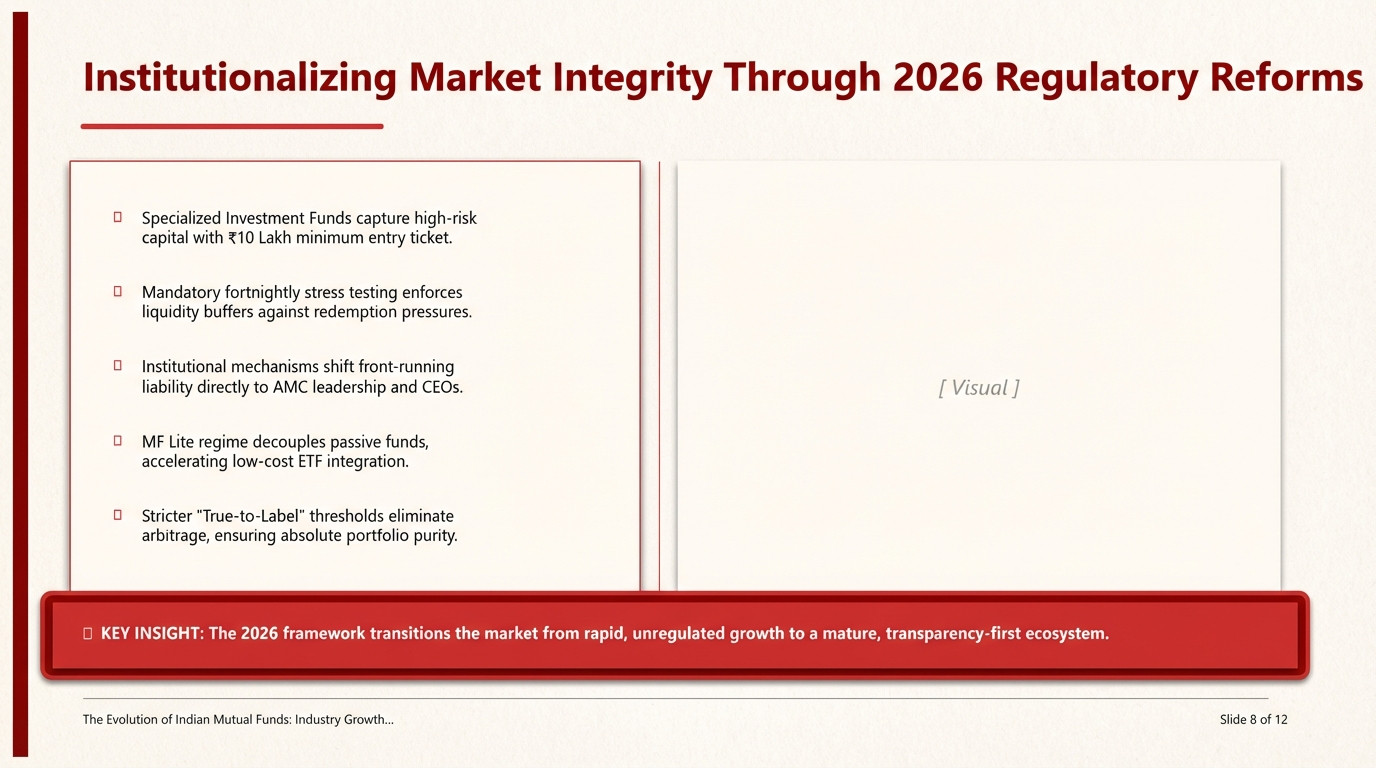 Institutionalizing Market Integrity Through 2026 Regulatory Reforms
Specialized Investment Funds capture high-risk
capital with ₹10 Lakh minimum entry ticket.
Mandatory fortnightly stress testing enforces
liquidity buffers against redemption pressures.
Institutional mechanisms shift front-running
liability directly to AMC leadership and CEOs.
MF Lite regime decouples passive funds,
accelerating low-cost ETF integration.
Stricter "True-to-Label" thresholds eliminate
arbitrage, ensuring absolute portfolio purity.
[ Visual ]
KEY INSIGHT: The 2026 framework transitions the market from rapid, unregulated growth to a mature, transparency-first ecosystem.
The Evolution of Indian Mutual Funds: Industry Growth...
Slide 8 of 12